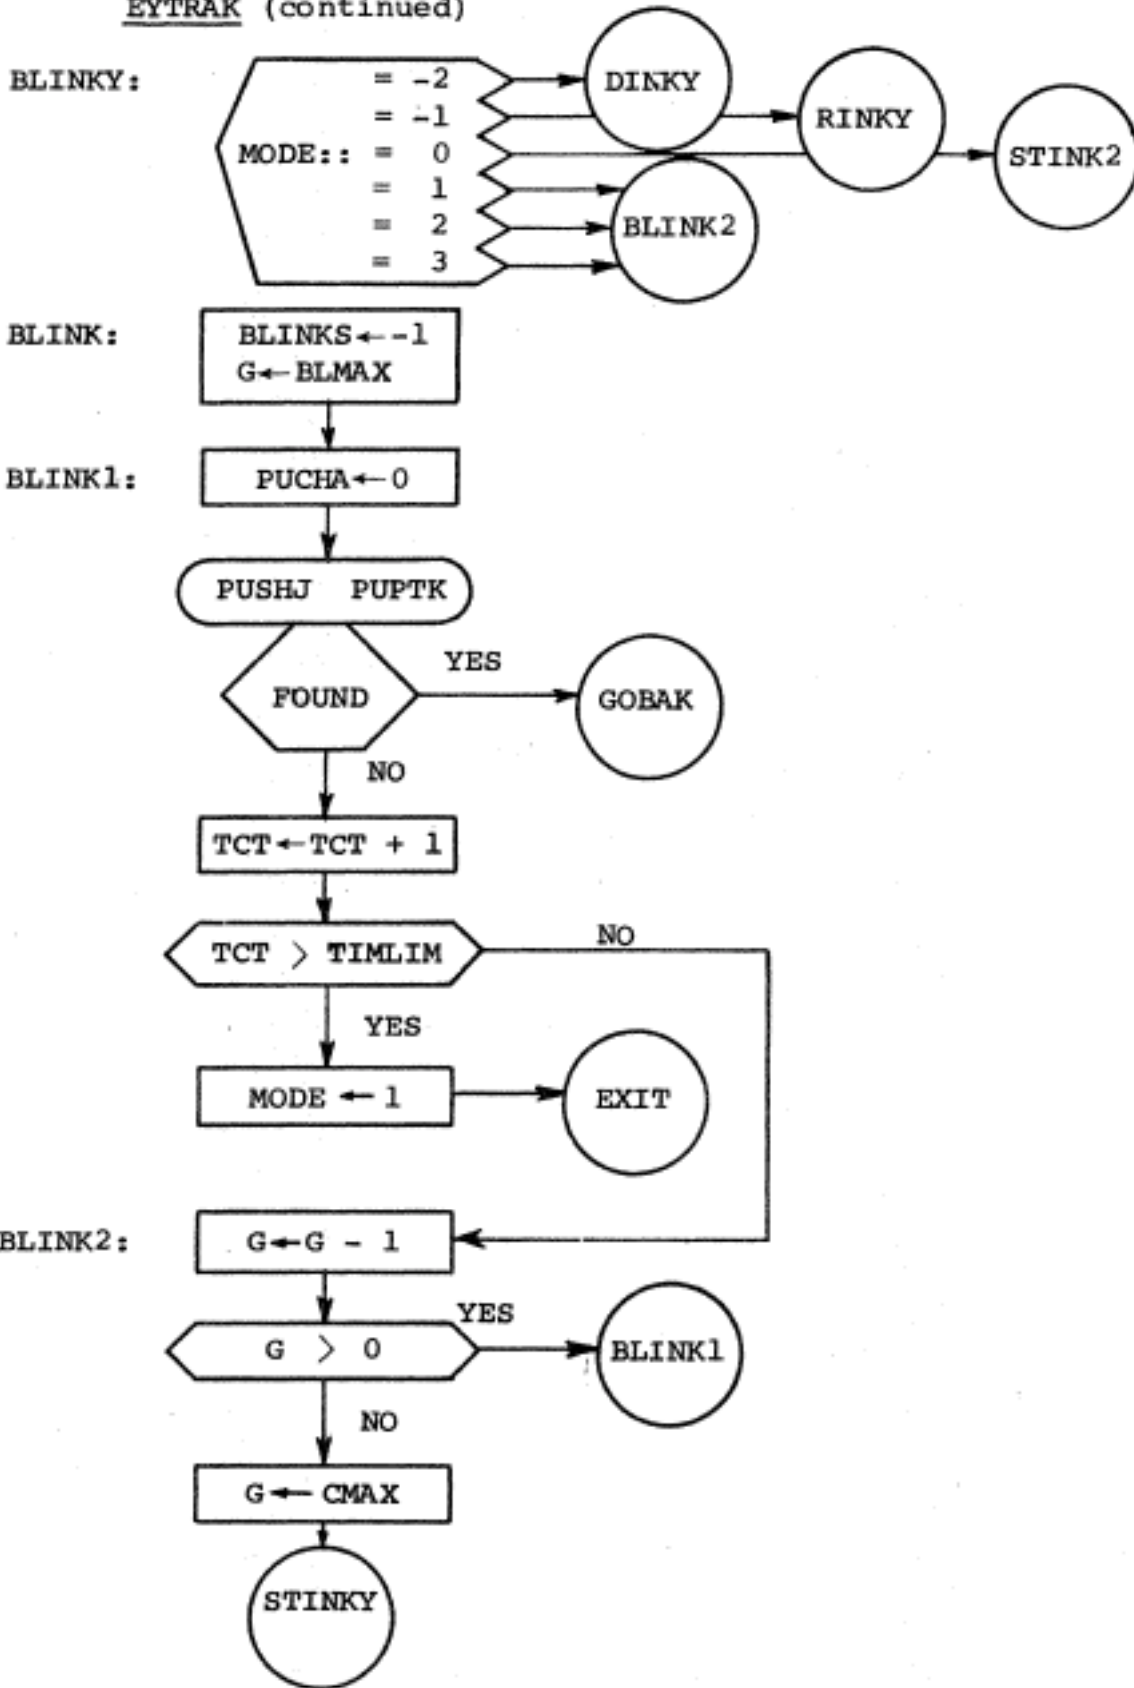 EYTRAK (continued)
BLINKY:
MODE::
= -2
= -1
= 0
= 1
= 2
= 3
DINKY
RINKY
STINK2
BLINK2
BLINK:
BLINKS←-1
G←BLMAX
BLINK1:
PUCHA←0
PUSHJ PUPTK
FOUND
YES
GOBAK
NO
TCT←TCT + 1
TCT > TIMLIM
NO
YES
MODE ← 1
EXIT
BLINK2:
G←G - 1
G > 0
YES
BLINK1
NO
G← CMAX
STINKY